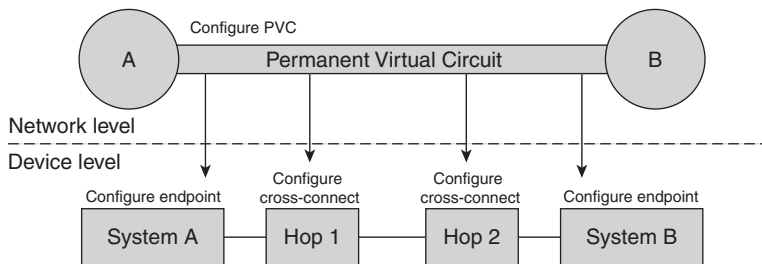 Configure PVC
A
Permanent Virtual Circuit
B
Network level
Device level
Configure endpoint
Configure
cross-connect
Configure
cross-connect
Configure endpoint
System A
Hop 1
Hop 2
System B